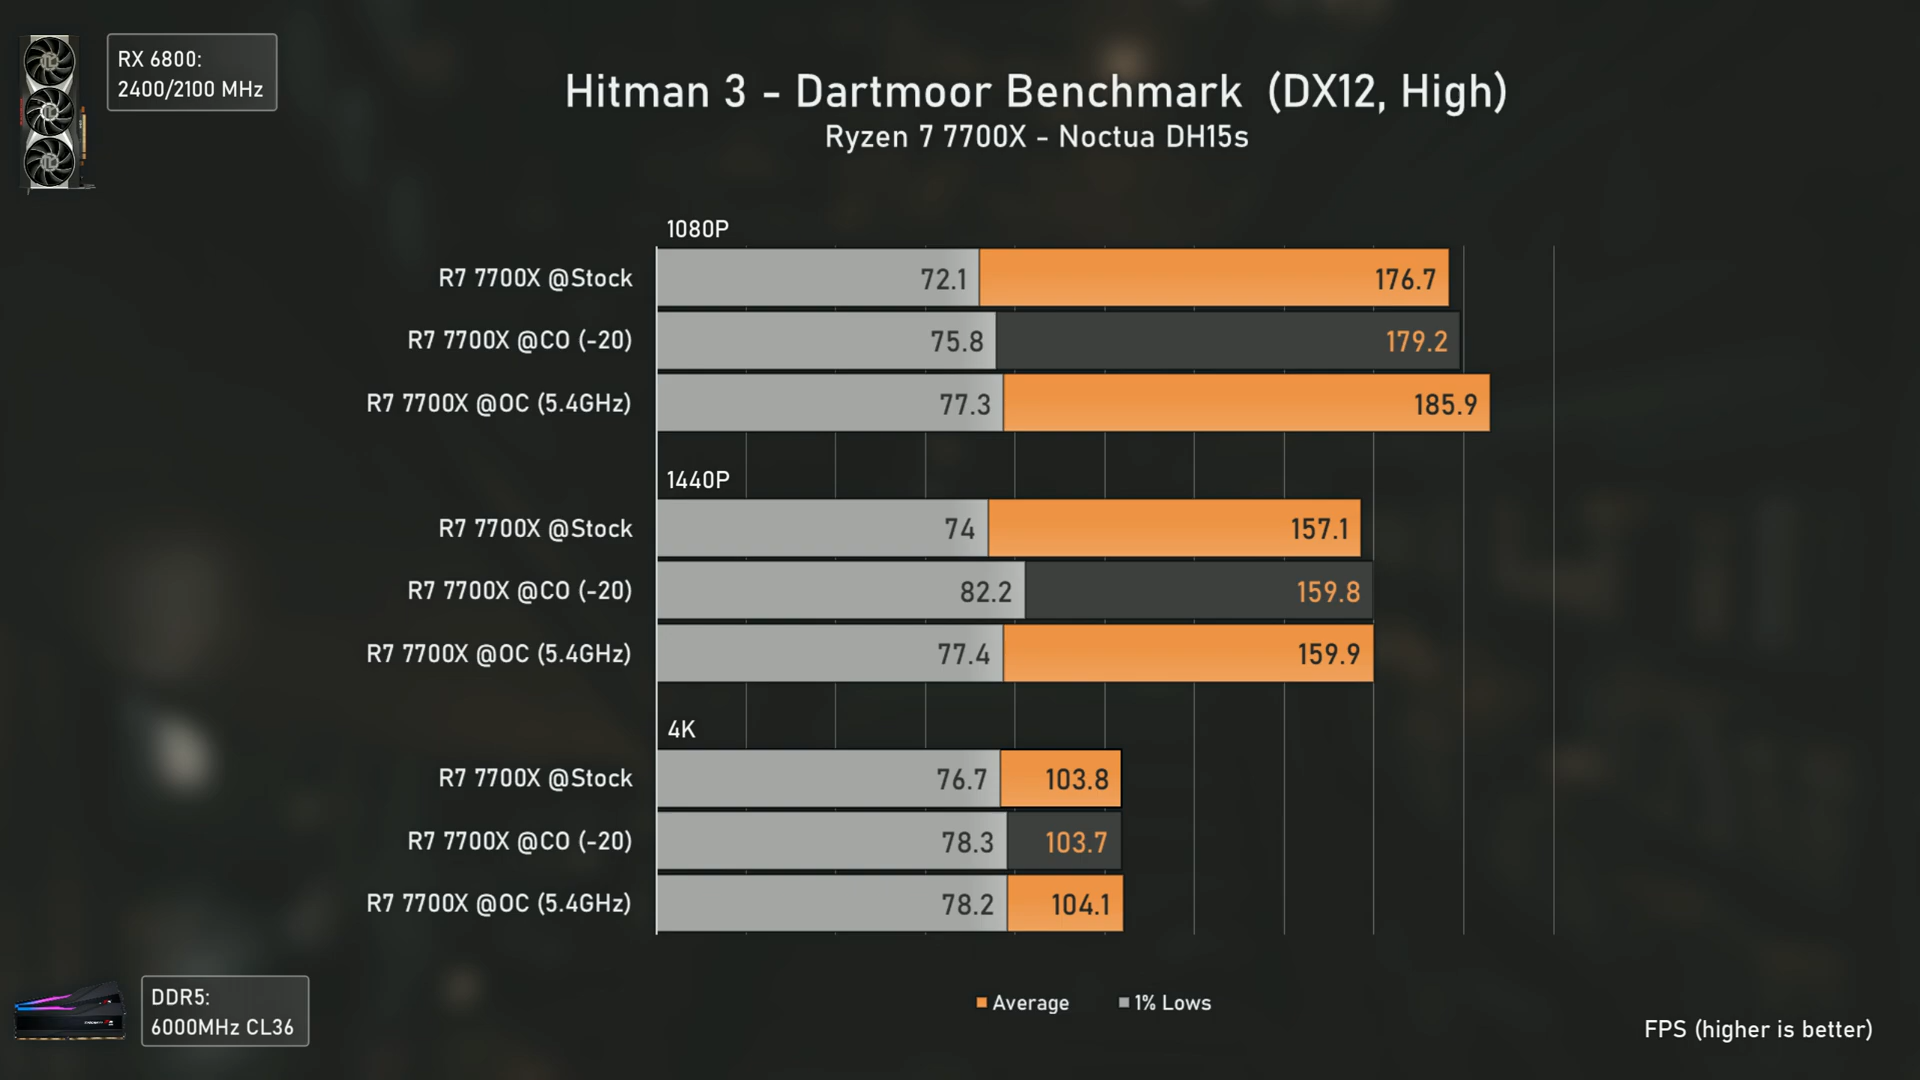 RX 6800:
2400/2100 MHz
Hitman 3 - Dartmoor Benchmark (DX12, High)
Ryzen 7 7700X - Noctua DH15s
1080P
R7 7700X @Stock 72.1 176.7
R7 7700X @CO (-20) 75.8 179.2
R7 7700X @OC (5.4GHz) 77.3 185.9
1440P
R7 7700X @Stock 74 157.1
R7 7700X @CO (-20) 82.2 159.8
R7 7700X @OC (5.4GHz) 77.4 159.9
4K
R7 7700X @Stock 76.7 103.8
R7 7700X @CO (-20) 78.3 103.7
R7 7700X @OC (5.4GHz) 78.2 104.1
DDR5:
6000MHz CL36
Average 1% Lows
FPS (higher is better)